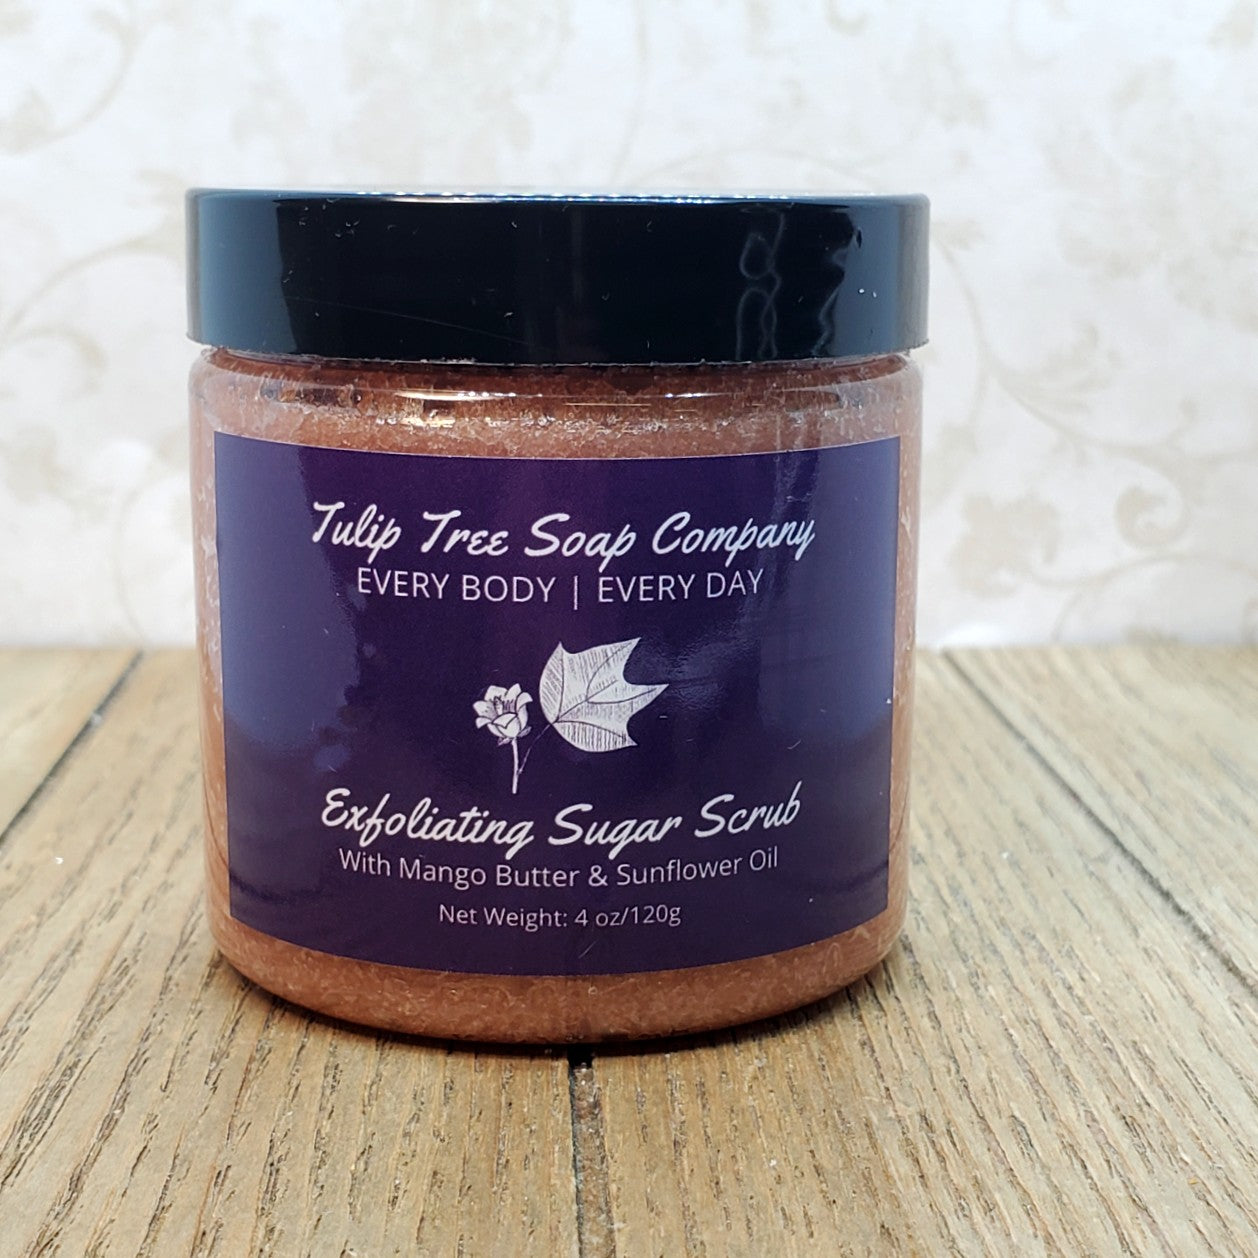 Tulip Tree Soap Company
EVERY BODY | EVERY DAY
Exfoliating Sugar Scrub
With Mango Butter & Sunflower Oil
Net Weight: 4 oz/120g